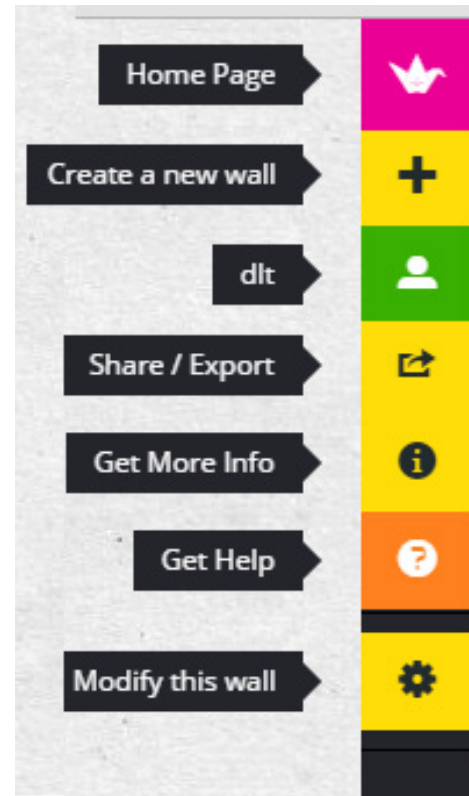 Home Page
Create a new wall
dlt
Share / Export
Get More Info
Get Help
Modify this wall